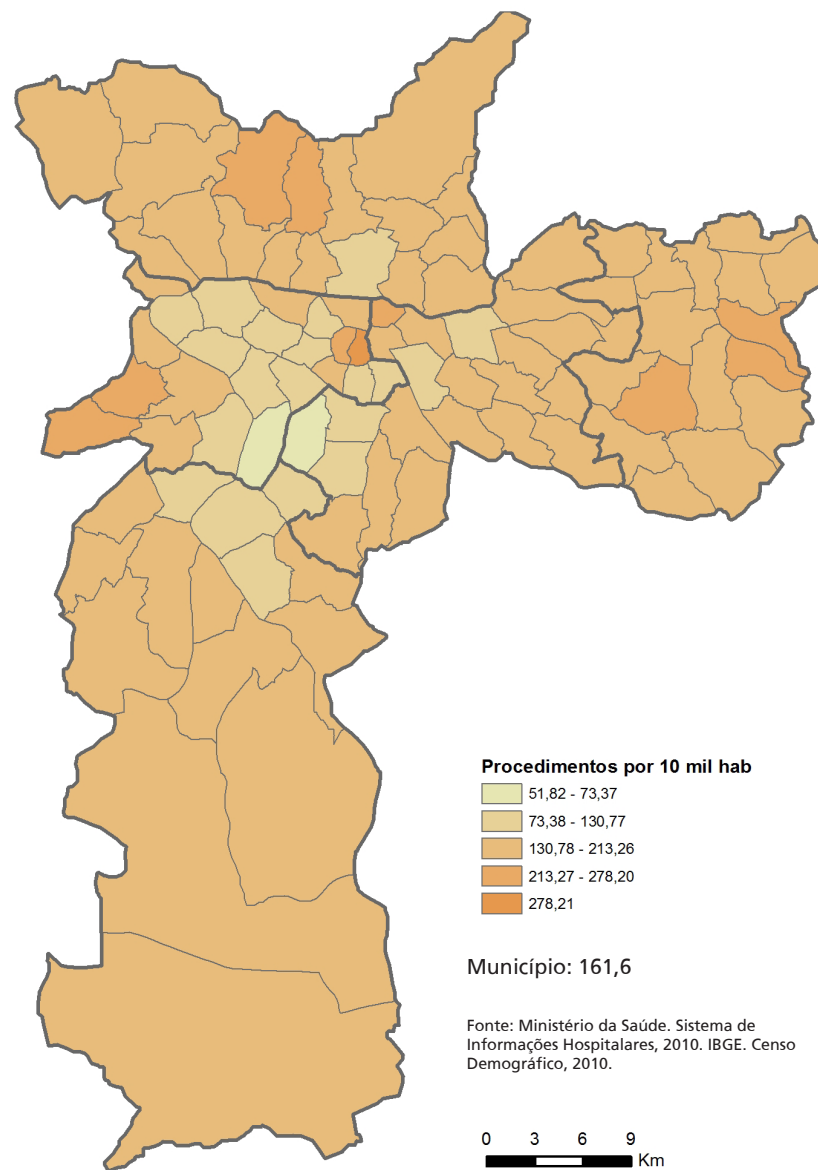 Procedimentos por 10 mil hab
51,82 - 73,37
73,38 - 130,77
130,78 - 213,26
213,27 - 278,20
278,21
Município: 161,6
Fonte: Ministério da Saúde. Sistema de
Informações Hospitalares, 2010. IBGE. Censo
Demográfico, 2010.
0 3 6 9
Km